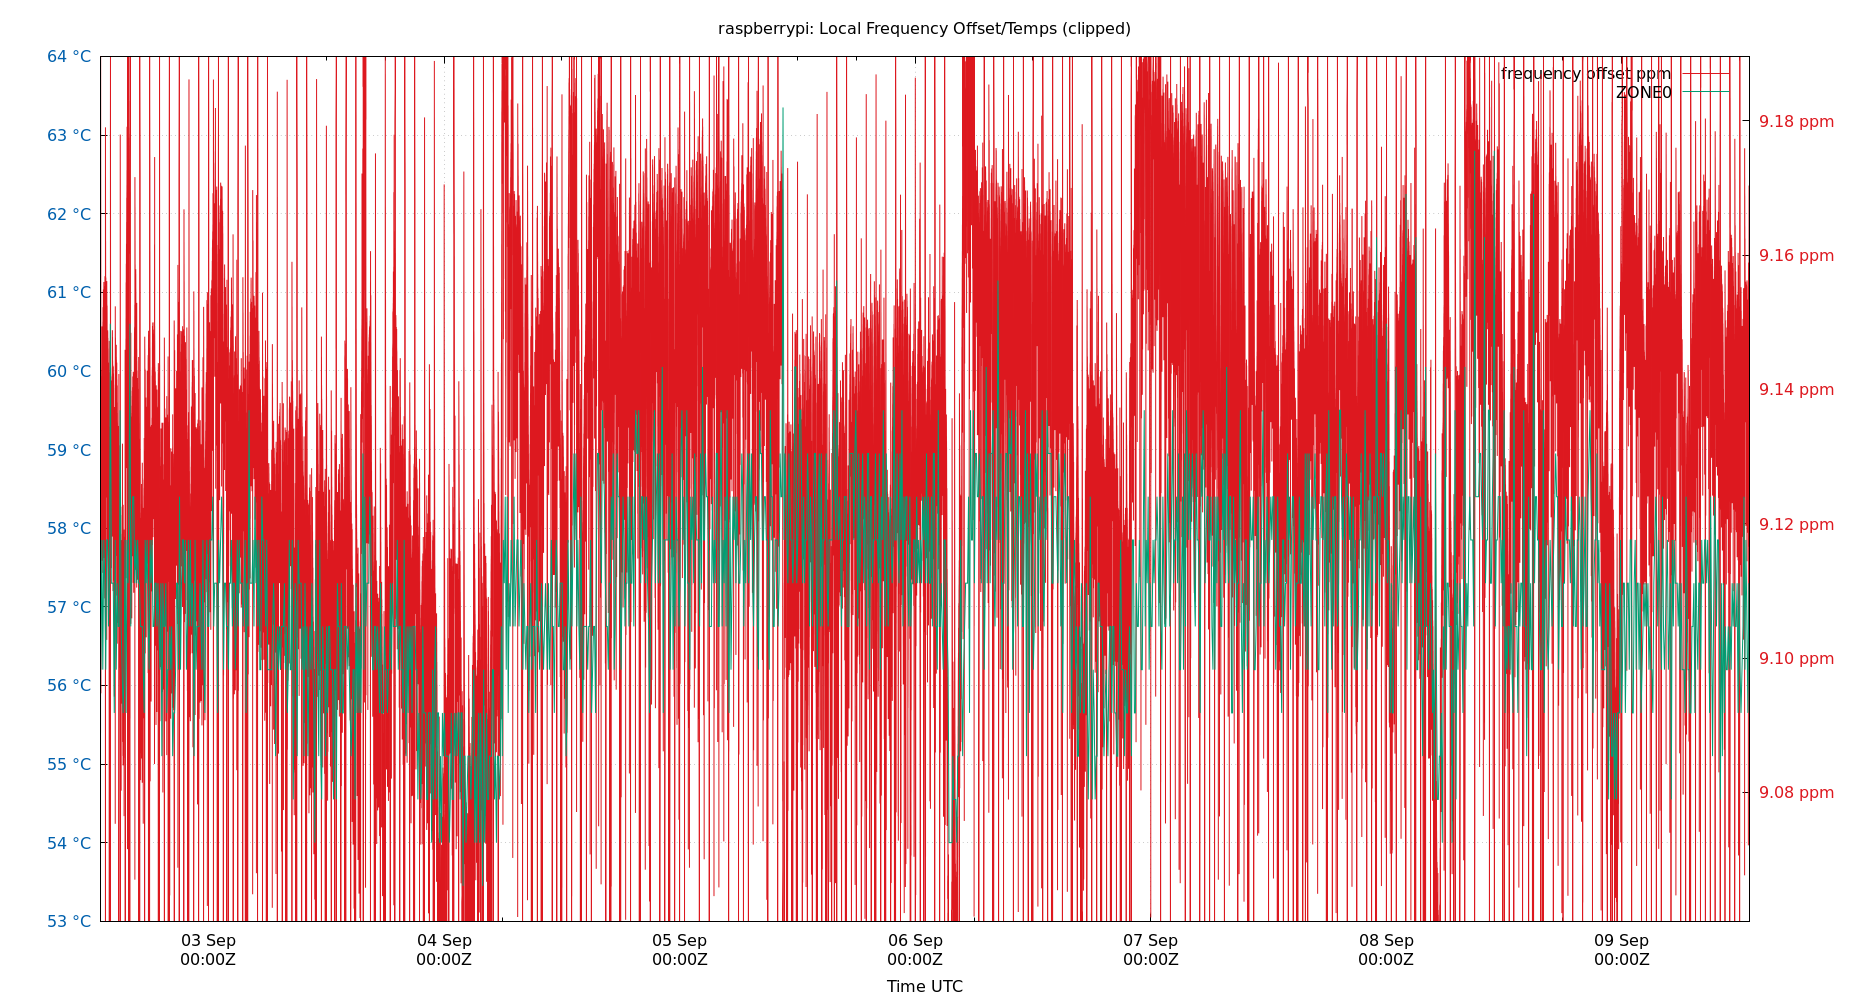 raspberrypi: Local Frequency Offset/Temps (clipped)
64 °C
63 °C
62 °C
61 °C
60 °C
59 °C
58 °C
57 °C
56 °C
55 °C
54 °C
53 °C
frequency offset ppm
ZONE0
9.18 ppm
9.16 ppm
9.14 ppm
9.12 ppm
9.10 ppm
9.08 ppm
03 Sep
00:00Z
04 Sep
00:00Z
05 Sep
00:00Z
06 Sep
00:00Z
07 Sep
00:00Z
08 Sep
00:00Z
09 Sep
00:00Z
Time UTC